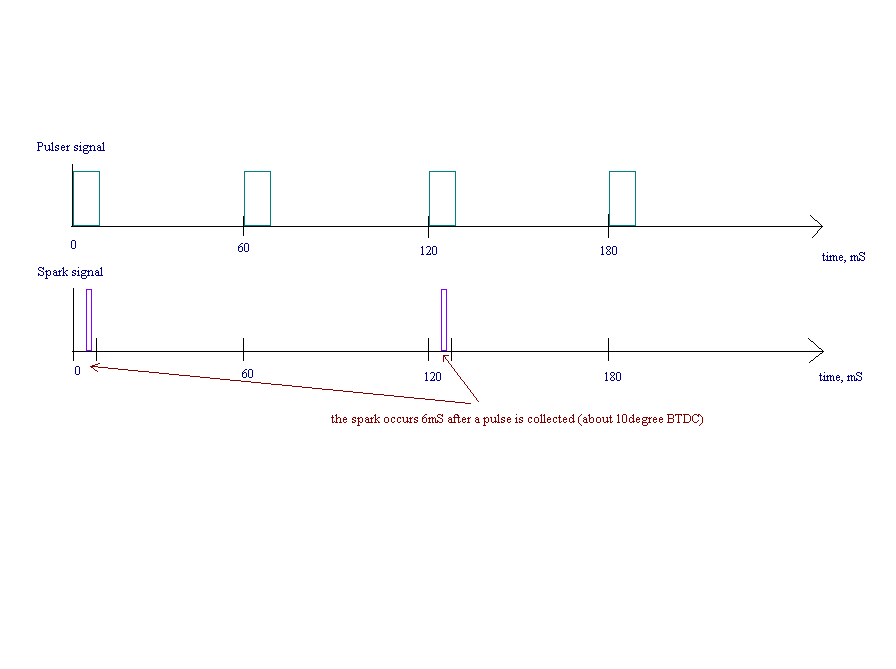 Pulser signal
0
60
120
180
time, mS
Spark signal
0
60
120
180
time, mS
the spark occurs 6mS after a pulse is collected (about 10degree BTDC)